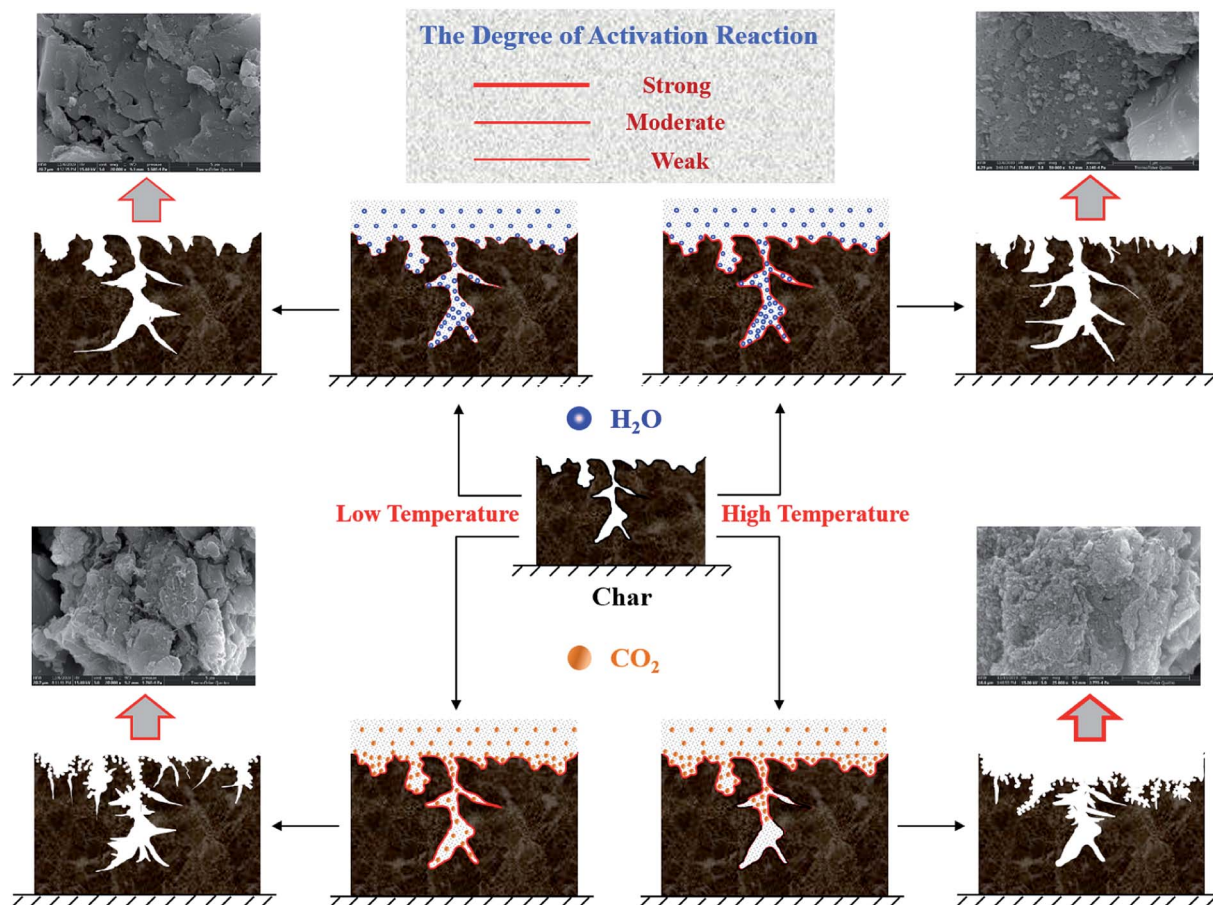 The Degree of Activation Reaction
Strong
Moderate
Weak
H₂O
Low Temperature
High Temperature
Char
CO₂